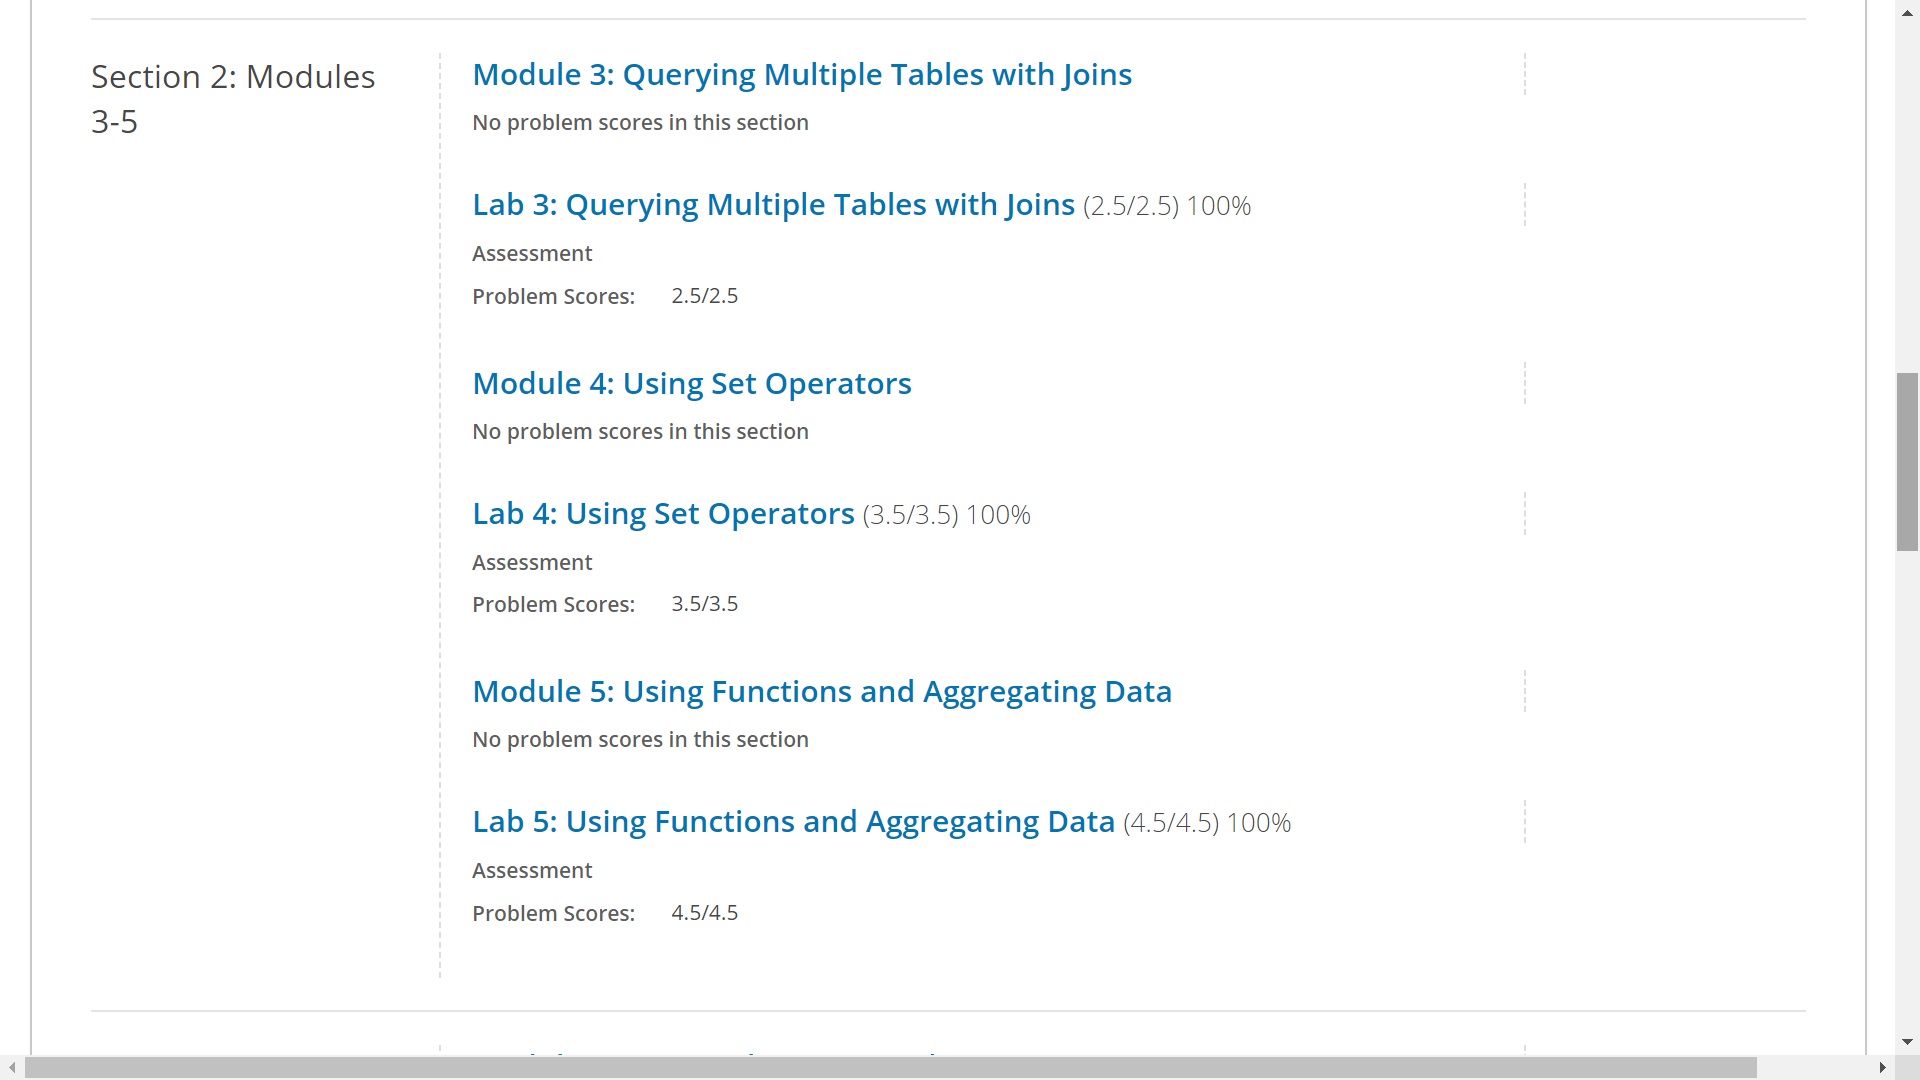 Section 2: Modules
3-5
Module 3: Querying Multiple Tables with Joins
No problem scores in this section
Lab 3: Querying Multiple Tables with Joins (2.5/2.5) 100%
Assessment
Problem Scores: 2.5/2.5
Module 4: Using Set Operators
No problem scores in this section
Lab 4: Using Set Operators (3.5/3.5) 100%
Assessment
Problem Scores: 3.5/3.5
Module 5: Using Functions and Aggregating Data
No problem scores in this section
Lab 5: Using Functions and Aggregating Data (4.5/4.5) 100%
Assessment
Problem Scores: 4.5/4.5